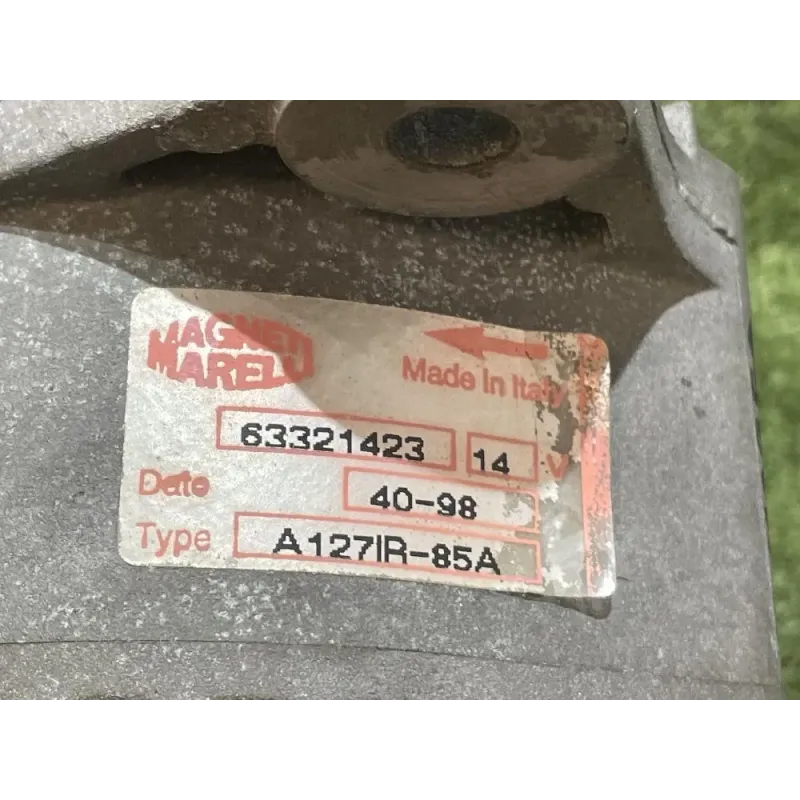 MAGNETI
MARELLI
Made in Italy
63321423 14 V
Date 40-98
Type A127IR-85A